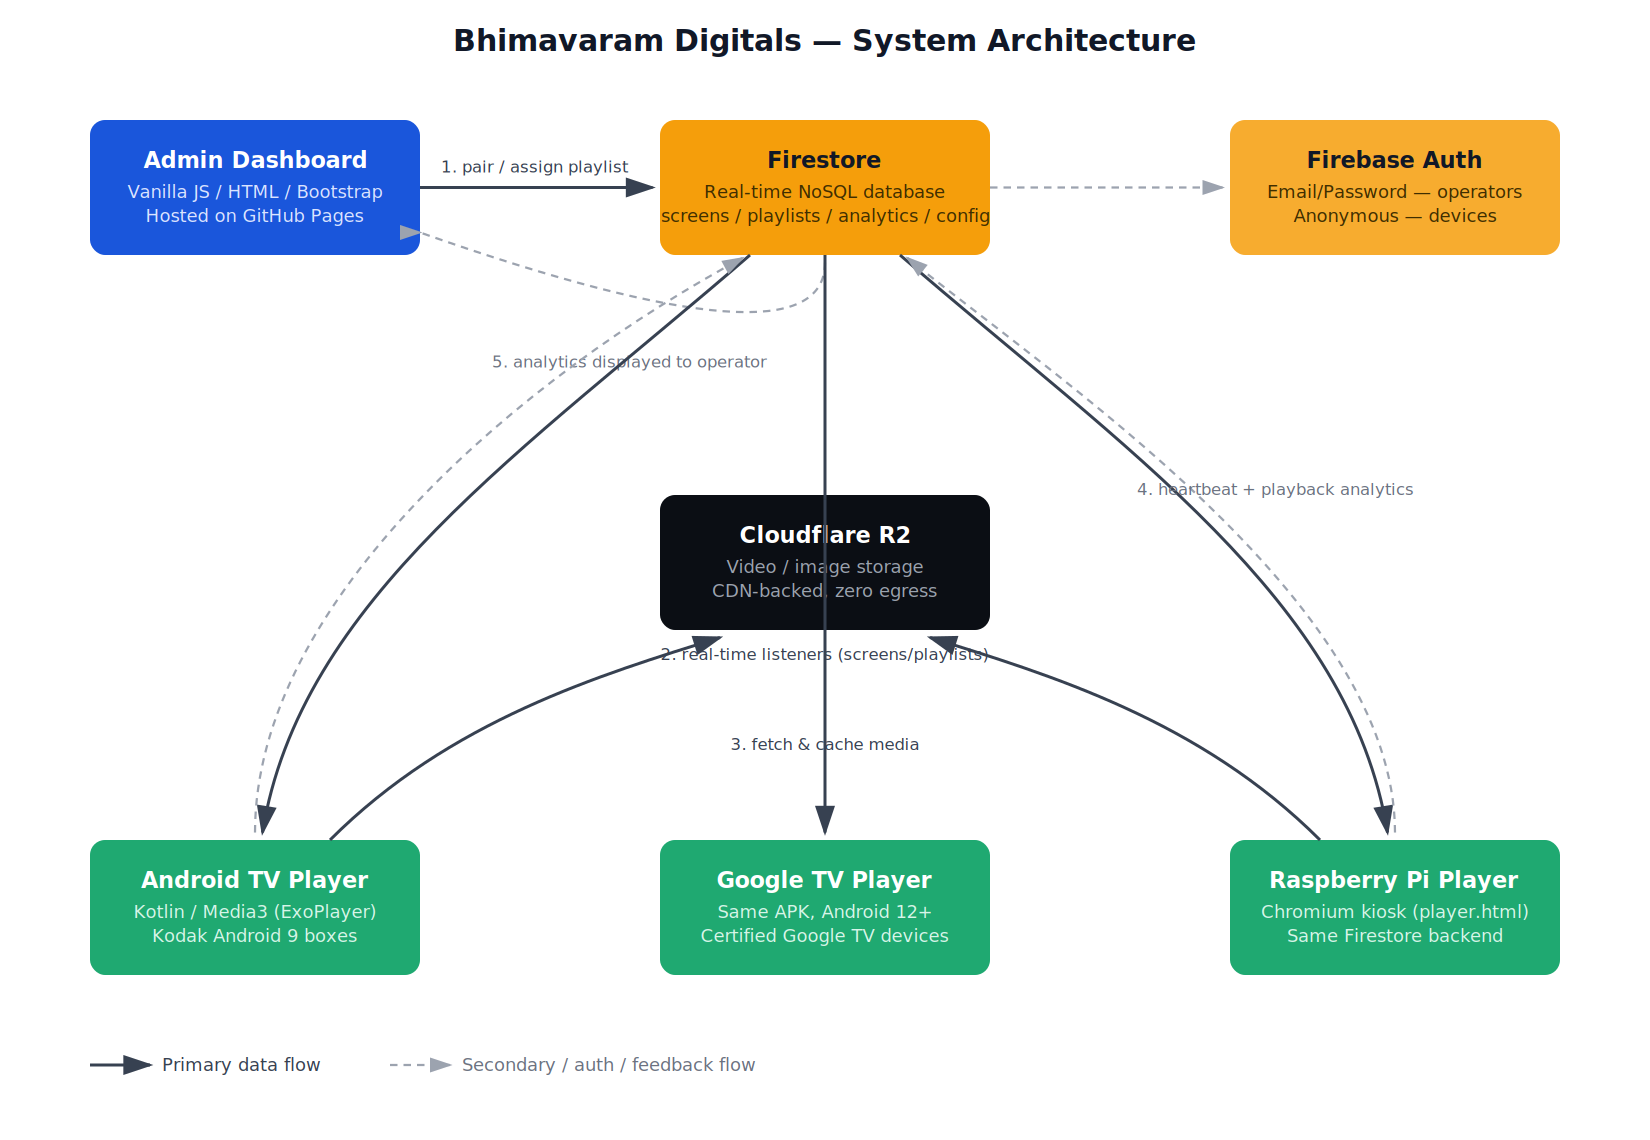 Bhimavaram Digitals — System Architecture
Admin Dashboard
Vanilla JS / HTML / Bootstrap
Hosted on GitHub Pages
1. pair / assign playlist
Firestore
Real-time NoSQL database
screens / playlists / analytics / config
Firebase Auth
Email/Password — operators
Anonymous — devices
5. analytics displayed to operator
4. heartbeat + playback analytics
Cloudflare R2
Video / image storage
CDN-backed, zero egress
2. real-time listeners (screens/playlists)
3. fetch & cache media
Android TV Player
Kotlin / Media3 (ExoPlayer)
Kodak Android 9 boxes
Google TV Player
Same APK, Android 12+
Certified Google TV devices
Raspberry Pi Player
Chromium kiosk (player.html)
Same Firestore backend
Primary data flow
Secondary / auth / feedback flow